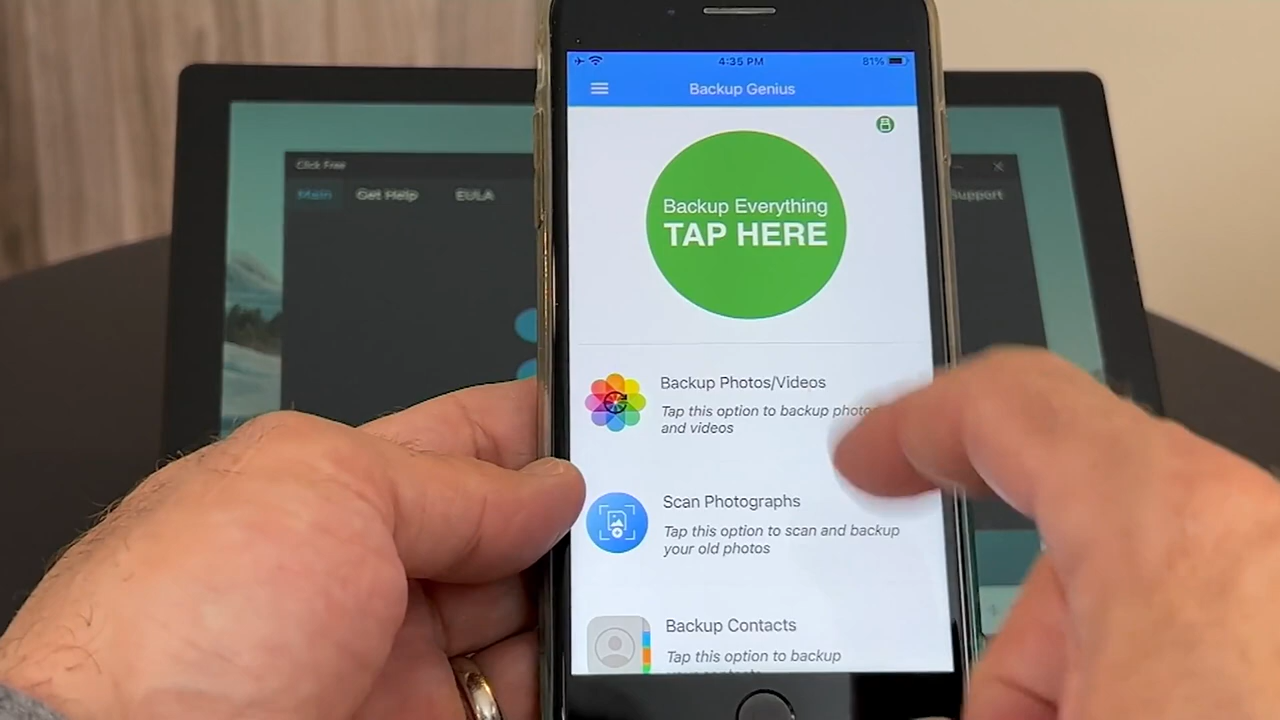 4:35 PM
81%
Backup Genius
Click Free
Main
Get Help
EULA
Support
Backup Everything
TAP HERE
Backup Photos/Videos
Tap this option to backup
and videos
Scan Photographs
Tap this option to scan and backup
your old photos
Backup Contacts
Tap this option to backup